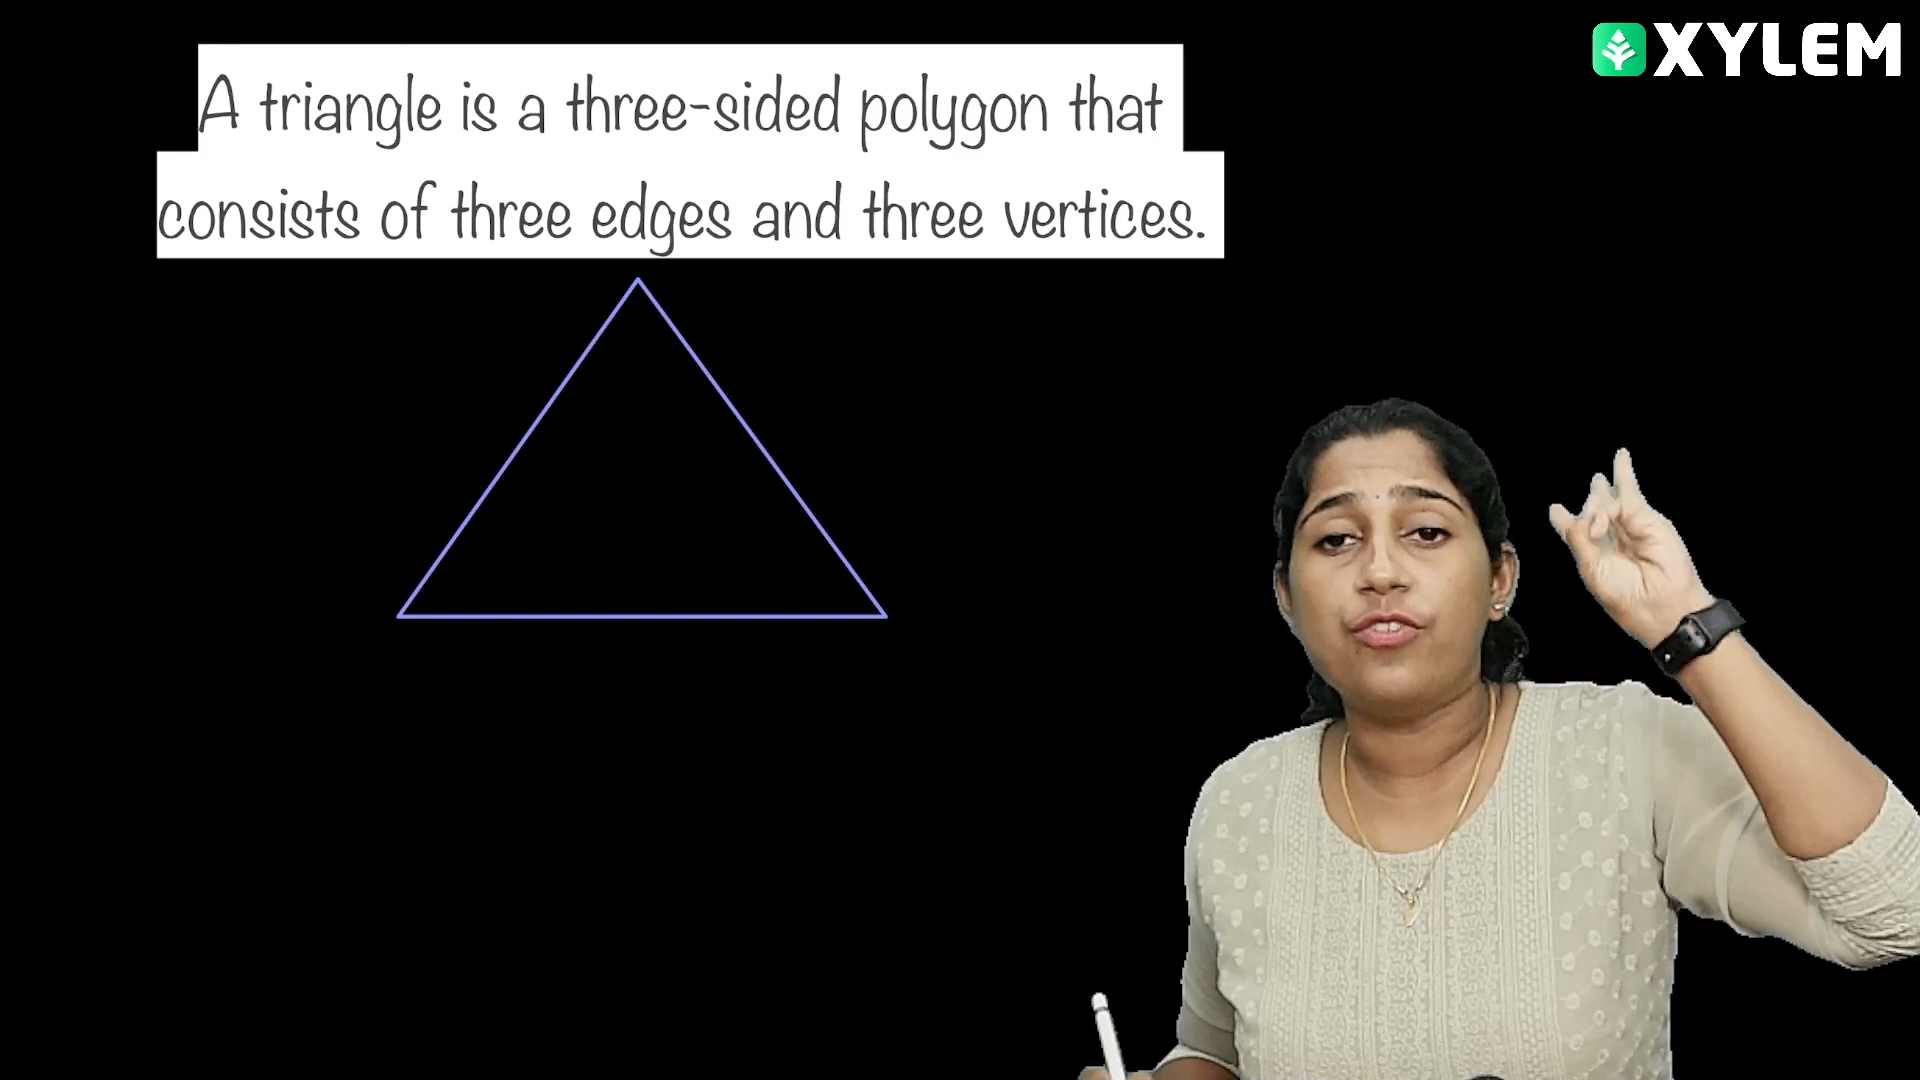 XYLEM
A triangle is a three-sided polygon that
consists of three edges and three vertices.